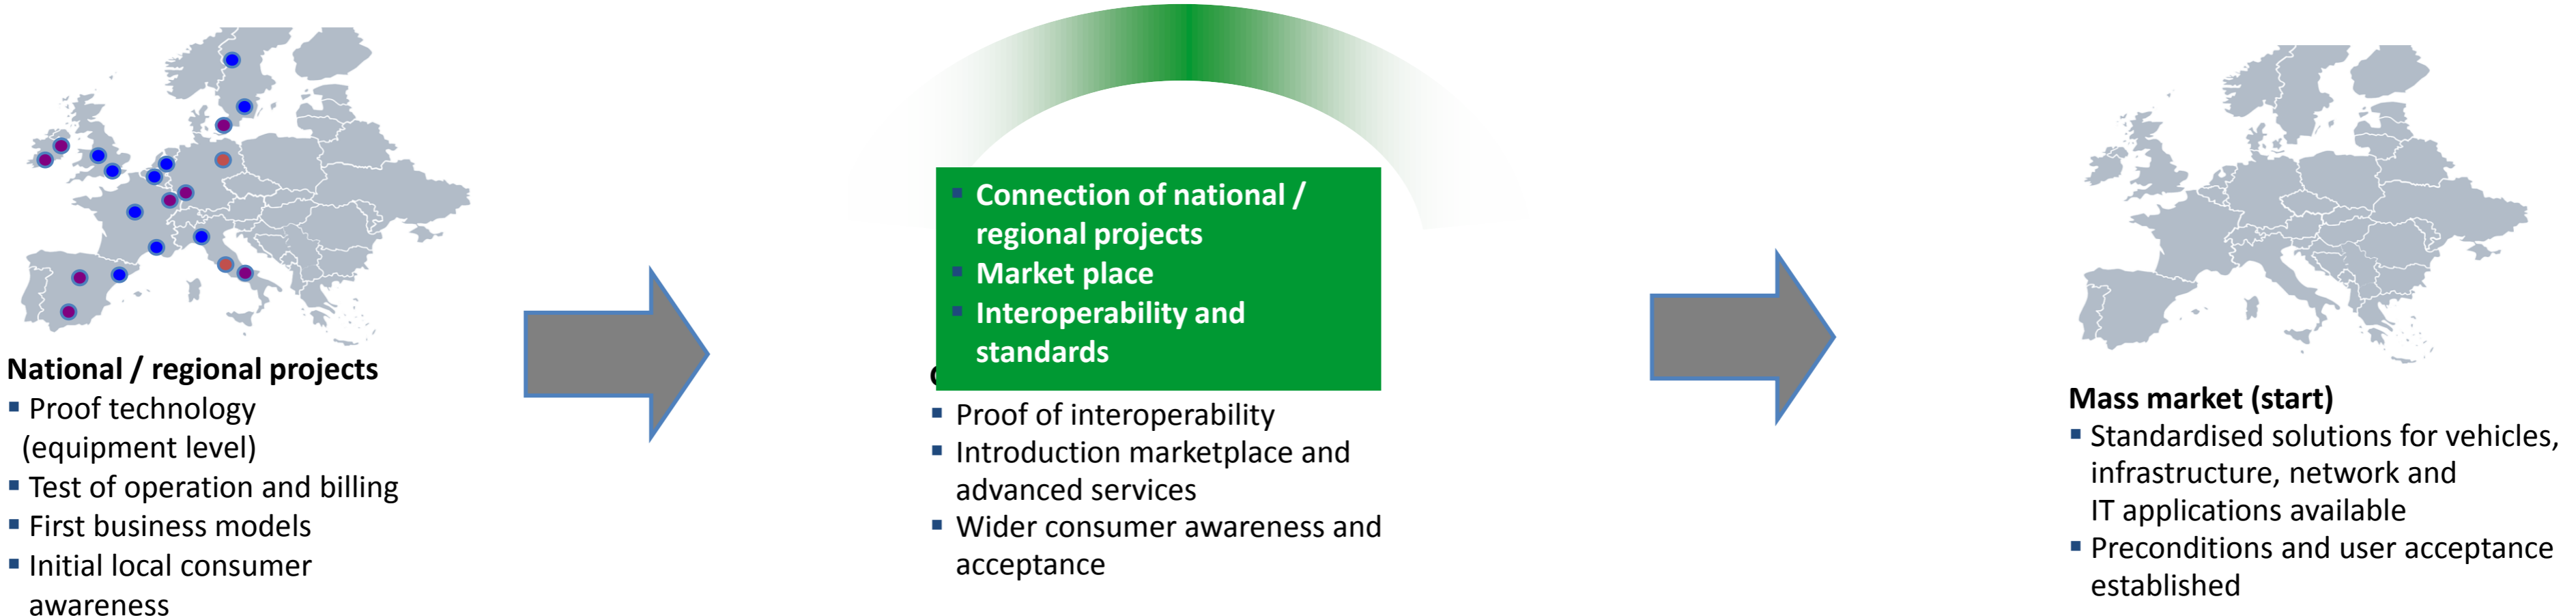 National / regional projects
▪ Proof technology
(equipment level)
▪ Test of operation and billing
▪ First business models
▪ Initial local consumer
awareness
▪ Connection of national /
regional projects
▪ Market place
▪ Interoperability and
standards
▪ Proof of interoperability
▪ Introduction marketplace and
advanced services
▪ Wider consumer awareness and
acceptance
Mass market (start)
▪ Standardised solutions for vehicles,
infrastructure, network and
IT applications available
▪ Preconditions and user acceptance
established